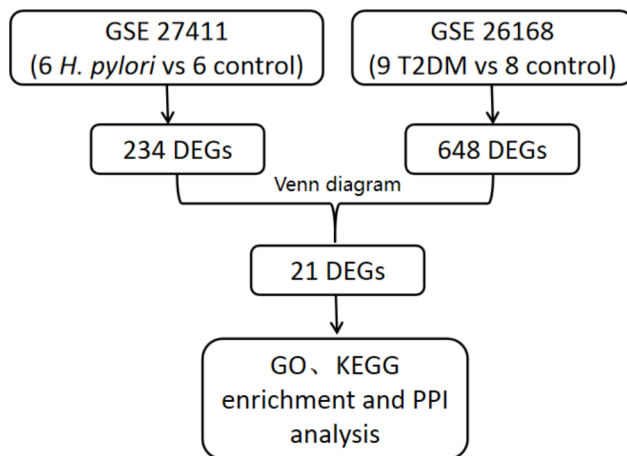 GSE 27411
(6 H. pylori vs 6 control)
GSE 26168
(9 T2DM vs 8 control)
234 DEGs
648 DEGs
Venn diagram
21 DEGs
GO、KEGG
enrichment and PPI
analysis